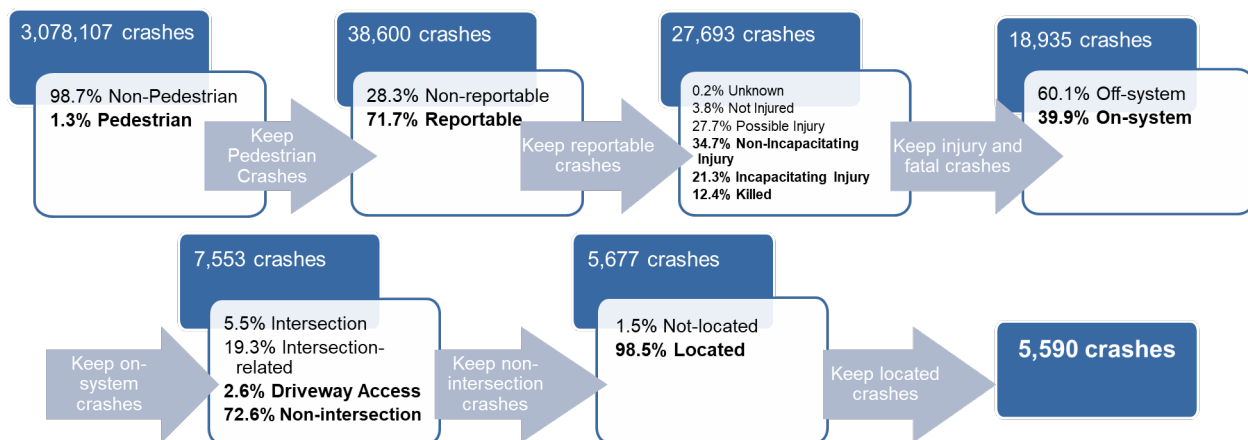 3,078,107 crashes
98.7% Non-Pedestrian
1.3% Pedestrian
Keep
Pedestrian
Crashes
38,600 crashes
28.3% Non-reportable
71.7% Reportable
Keep reportable
crashes
27,693 crashes
0.2% Unknown
3.8% Not Injured
27.7% Possible Injury
34.7% Non-Incapacitating
Injury
21.3% Incapacitating Injury
12.4% Killed
Keep injury and
fatal crashes
18,935 crashes
60.1% Off-system
39.9% On-system
Keep on-
system
crashes
7,553 crashes
5.5% Intersection
19.3% Intersection-
related
2.6% Driveway Access
72.6% Non-intersection
Keep non-
intersection
crashes
5,677 crashes
1.5% Not-located
98.5% Located
Keep located
crashes
5,590 crashes